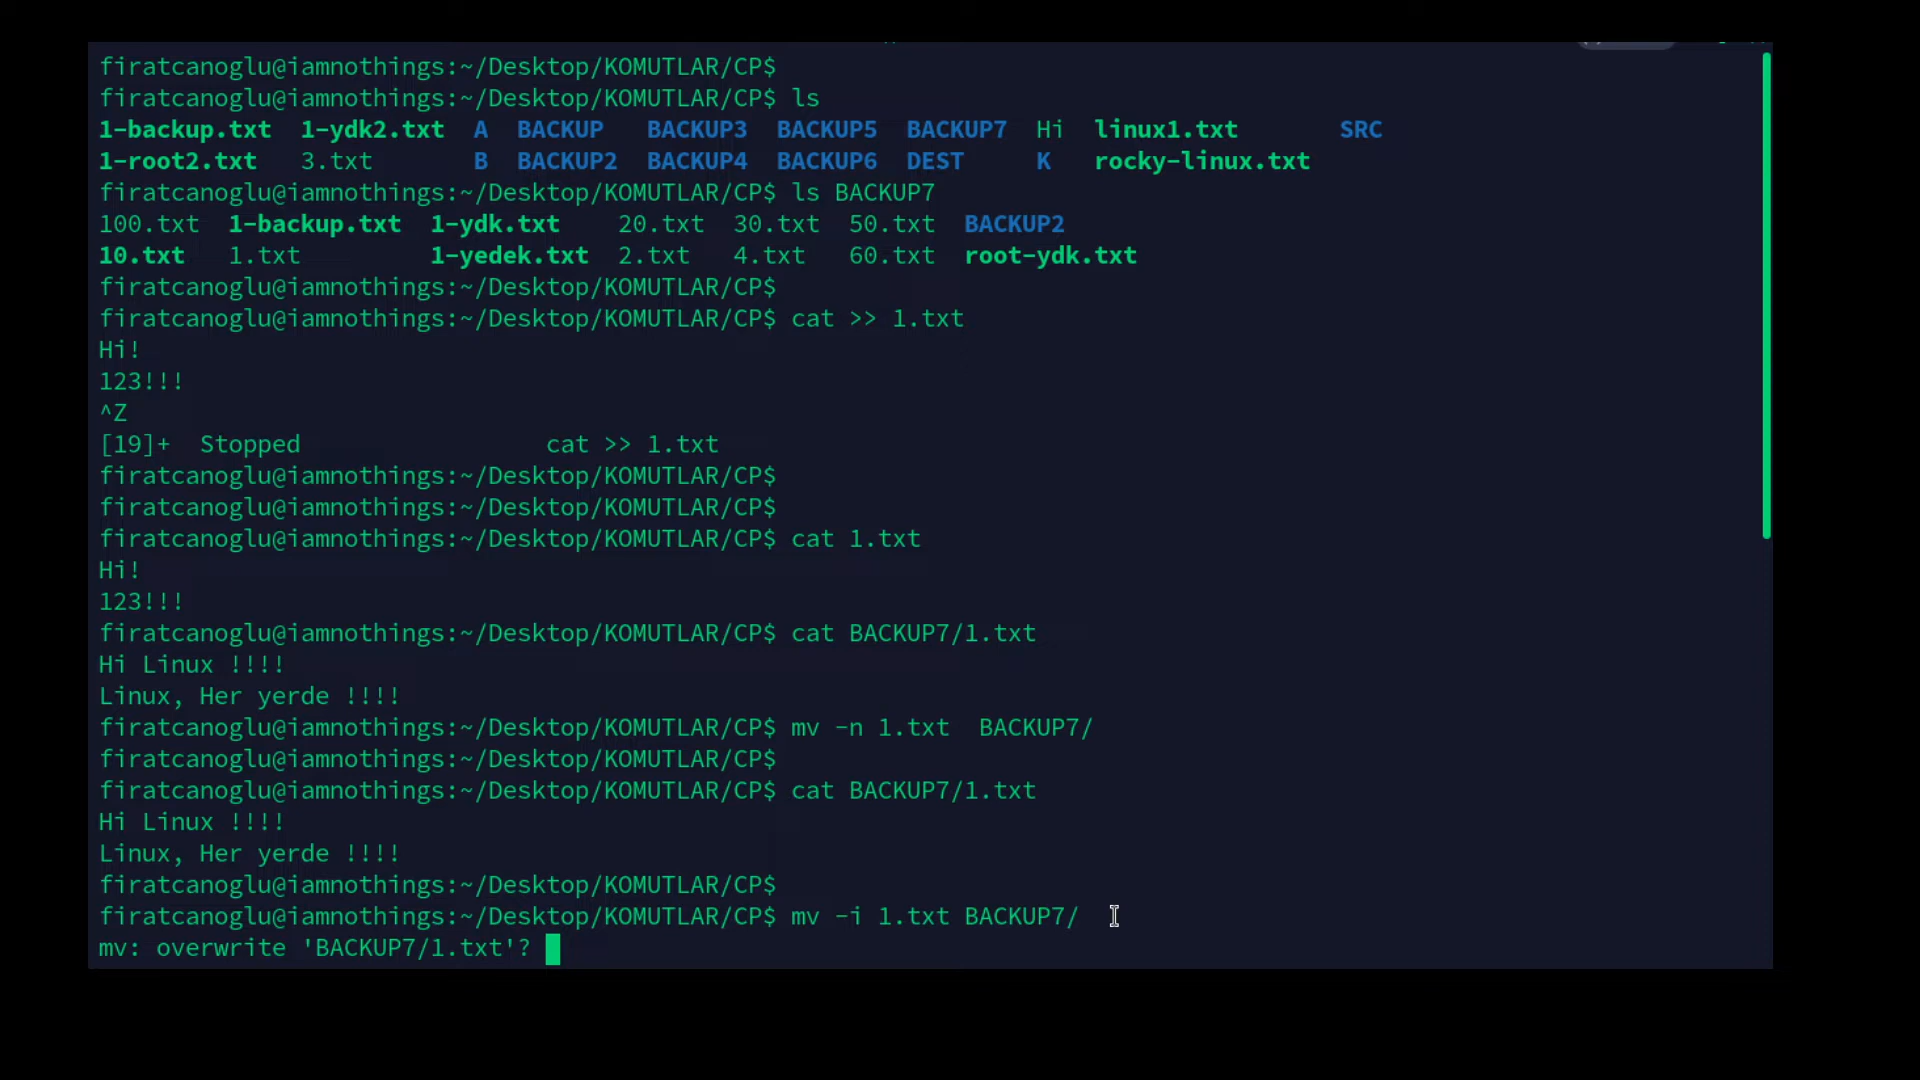 firatcanoglu@iamnothings:~/Desktop/KOMUTLAR/CP$
firatcanoglu@iamnothings:~/Desktop/KOMUTLAR/CP$ ls
1-backup.txt  1-ydk2.txt  A  BACKUP   BACKUP3  BACKUP5  BACKUP7  Hi  linux1.txt       SRC
1-root2.txt   3.txt       B  BACKUP2  BACKUP4  BACKUP6  DEST     K   rocky-linux.txt
firatcanoglu@iamnothings:~/Desktop/KOMUTLAR/CP$ ls BACKUP7
100.txt  1-backup.txt  1-ydk.txt    20.txt  30.txt  50.txt  BACKUP2
10.txt   1.txt         1-yedek.txt  2.txt   4.txt   60.txt  root-ydk.txt
firatcanoglu@iamnothings:~/Desktop/KOMUTLAR/CP$
firatcanoglu@iamnothings:~/Desktop/KOMUTLAR/CP$ cat >> 1.txt
Hi!
123!!!
^Z
[19]+  Stopped                 cat >> 1.txt
firatcanoglu@iamnothings:~/Desktop/KOMUTLAR/CP$
firatcanoglu@iamnothings:~/Desktop/KOMUTLAR/CP$
firatcanoglu@iamnothings:~/Desktop/KOMUTLAR/CP$ cat 1.txt
Hi!
123!!!
firatcanoglu@iamnothings:~/Desktop/KOMUTLAR/CP$ cat BACKUP7/1.txt
Hi Linux !!!!
Linux, Her yerde !!!!
firatcanoglu@iamnothings:~/Desktop/KOMUTLAR/CP$ mv -n 1.txt  BACKUP7/
firatcanoglu@iamnothings:~/Desktop/KOMUTLAR/CP$
firatcanoglu@iamnothings:~/Desktop/KOMUTLAR/CP$ cat BACKUP7/1.txt
Hi Linux !!!!
Linux, Her yerde !!!!
firatcanoglu@iamnothings:~/Desktop/KOMUTLAR/CP$
firatcanoglu@iamnothings:~/Desktop/KOMUTLAR/CP$ mv -i 1.txt BACKUP7/
mv: overwrite 'BACKUP7/1.txt'?